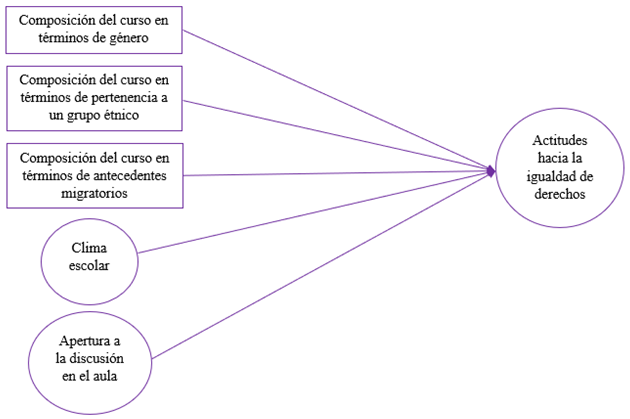 Composición del curso en
términos de género
Composición del curso en
términos de pertenencia a
un grupo étnico
Composición del curso en
términos de antecedentes
migratorios
Clima
escolar
Apertura a
la discusión
en el aula
Actitudes
hacia la
igualdad de
derechos